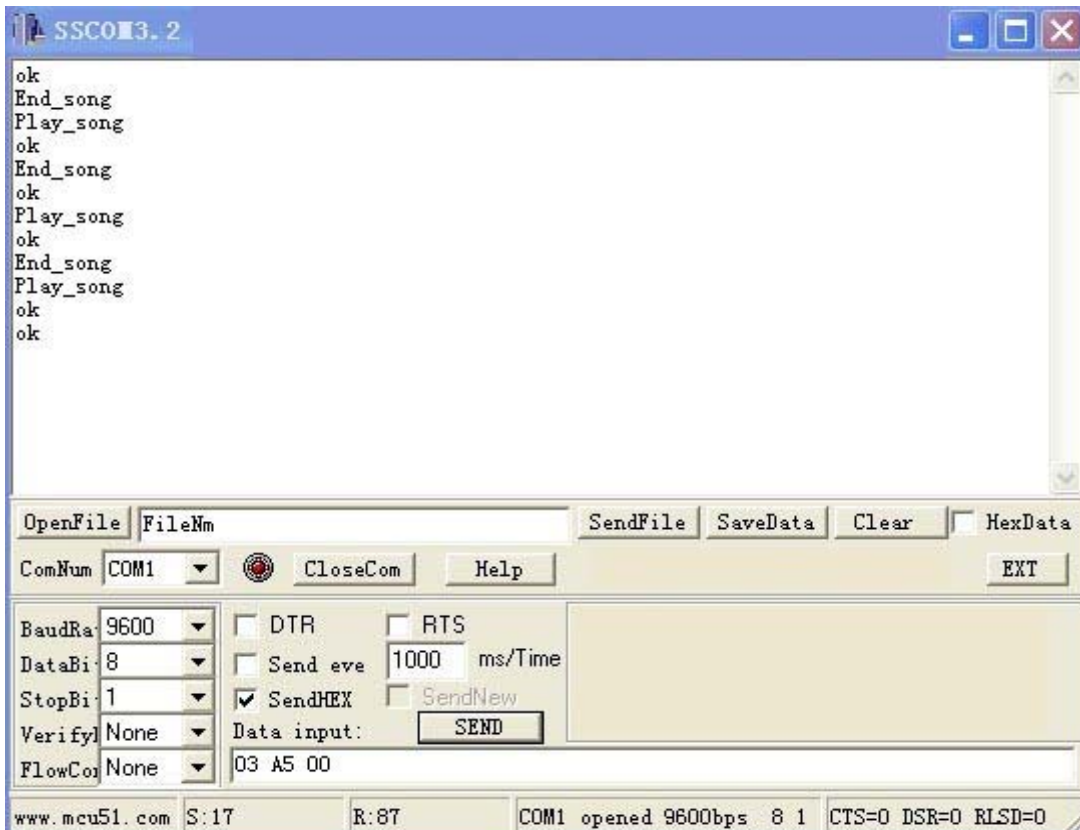 SSCOM3.2
ok
End_song
Play_song
ok
End_song
ok
Play_song
ok
End_song
Play_song
ok
ok
OpenFile FileNm SendFile SaveData Clear HexData
ComNum COM1 CloseCom Help EXT
BaudRa 9600 DTR RTS
DataBi 8 Send eve 1000 ms/Time
StopBi 1 SendHEX SendNew
Verify None Data input: SEND
FlowCo None 03 A5 00
www.mcu51.com S:17 R:87 COM1 opened 9600bps 8 1 CTS=0 DSR=0 RLSD=0